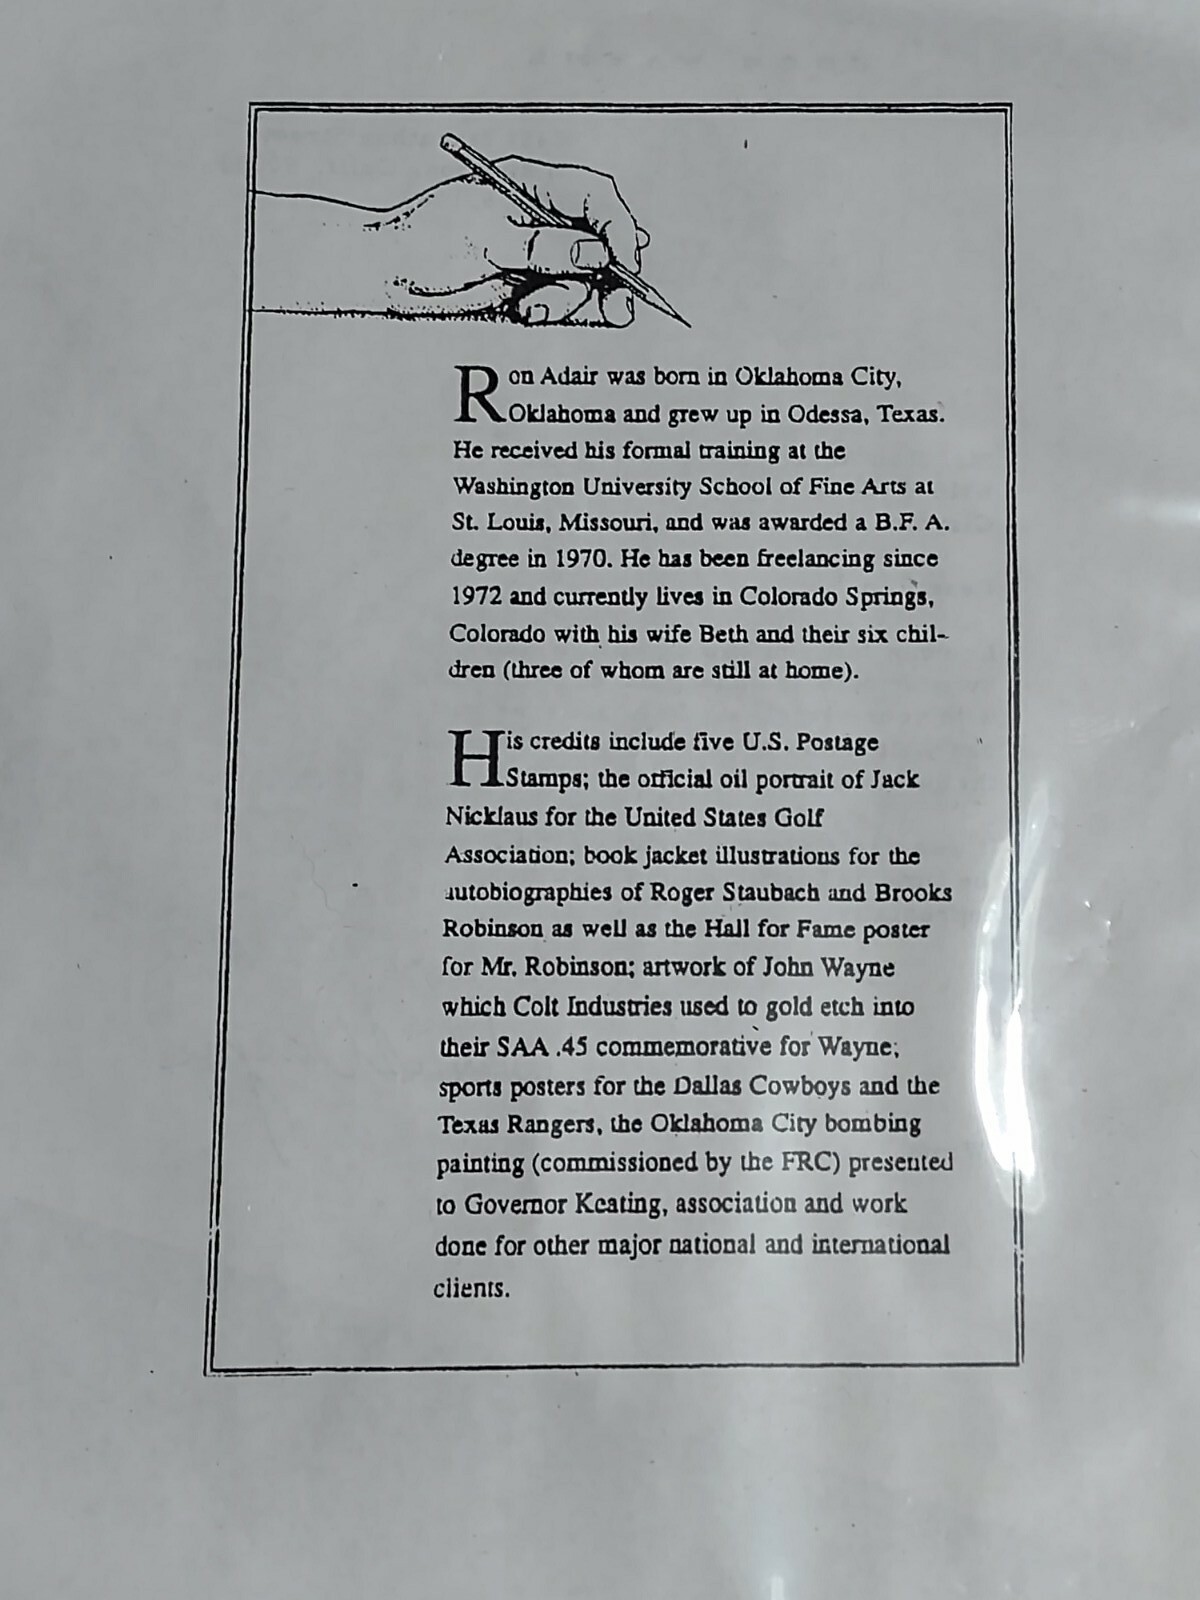 Ron Adair was born in Oklahoma City,
Oklahoma and grew up in Odessa, Texas.
He received his formal training at the
Washington University School of Fine Arts at
St. Louis, Missouri, and was awarded a B.F. A.
degree in 1970. He has been freelancing since
1972 and currently lives in Colorado Springs,
Colorado with his wife Beth and their six chil-
dren (three of whom are still at home).
His credits include five U.S. Postage
Stamps; the official oil portrait of Jack
Nicklaus for the United States Golf
Association; book jacket illustrations for the
autobiographies of Roger Staubach and Brooks
Robinson as well as the Hall for Fame poster
for Mr. Robinson; artwork of John Wayne
which Colt Industries used to gold etch into
their SAA .45 commemorative for Wayne;
sports posters for the Dallas Cowboys and the
Texas Rangers, the Oklahoma City bombing
painting (commissioned by the FRC) presented
to Governor Keating, association and work
done for other major national and international
clients.